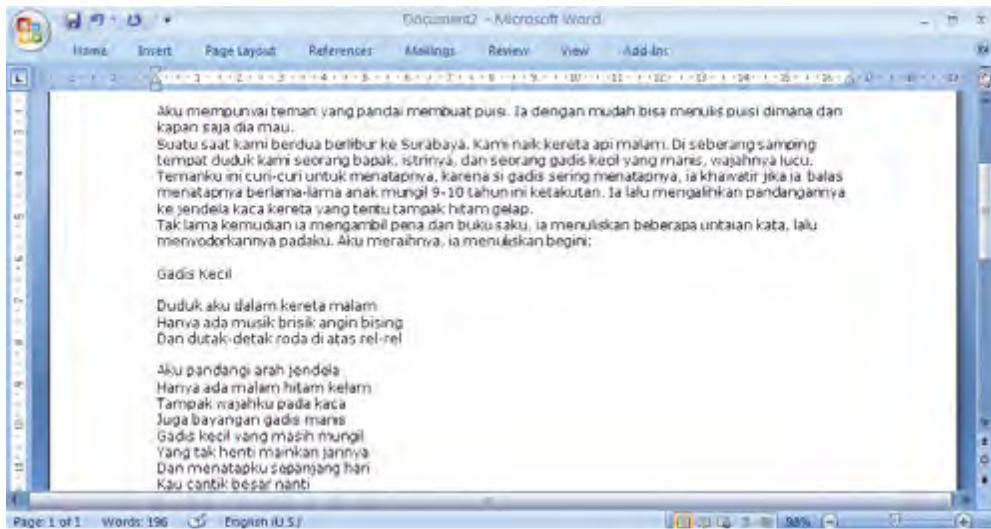 Document2 - Microsoft Word
Home Insert Page Layout References Mailings Review View Add-Ins
Aku mempunyai teman yang pandai membuat puisi. Ia dengan mudah bisa menulis puisi dimana dan
kapan saja dia mau.
Suatu saat kami berdua berlibur ke Surabaya. Kami naik kereta api malam. Di seberang samping
tempat duduk kami seorang bapak, istrinya, dan seorang gadis kecil yang manis, wajahnya lucu.
Temanku ini curi-curi untuk menatapnya, karena si gadis sering menatapnya, ia khawatir jika ia balas
menatapnya berlama-lama anak mungil 9-10 tahun ini ketakutan. Ia lalu mengalihkan pandangannya
ke jendela kaca kereta yang tentu tampak hitam gelap.
Tak lama kemudian ia mengambil pena dan buku saku, ia menuliskan beberapa untaian kata, lalu
menyodorkannya padaku. Aku meraihnya, ia menuliskan begini:
Gadis Kecil
Duduk aku dalam kereta malam
Hanya ada musik brisik angin bising
Dan dutak-detak roda di atas rel-rel
Aku pandangi arah jendela
Hanya ada malam hitam kelam
Tampak wajahku pada kaca
Juga bayangan gadis manis
Gadis kecil yang masih mungil
Yang tak henti mainkan jarinya
Dan menatapku sepanjang hari
Kau cantik besar nanti
Page: 1 of 1 Words: 196 English (U.S.) 98%